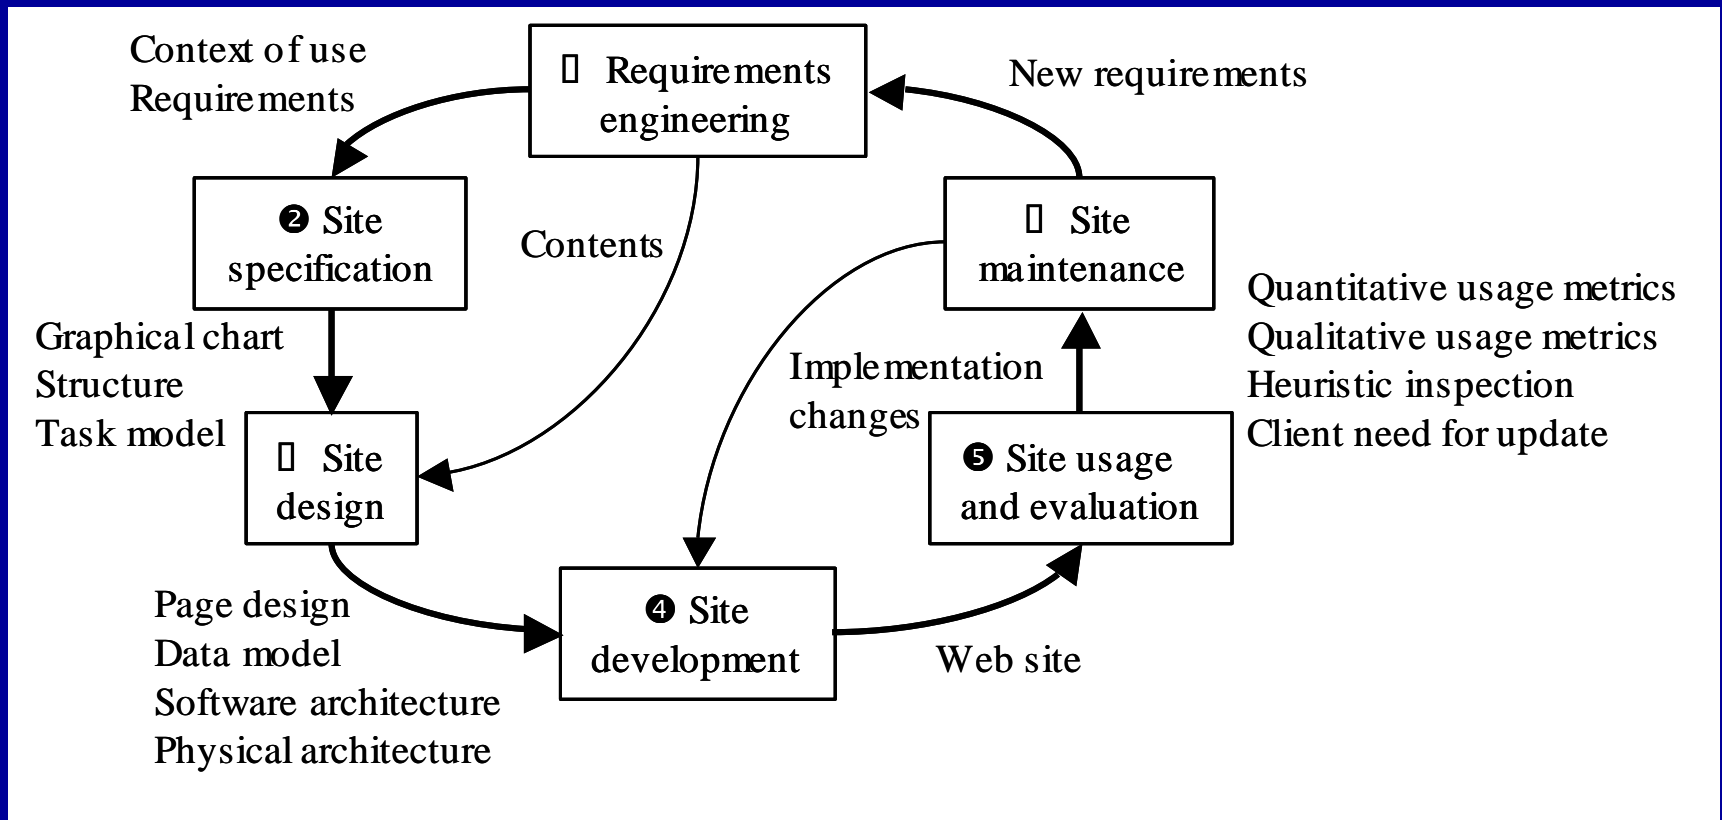 Context of use
Requirements
▯ Requirements
engineering
New requirements
❷ Site
specification
Contents
▯ Site
maintenance
Graphical chart
Structure
Task model
Implementation
changes
Quantitative usage metrics
Qualitative usage metrics
Heuristic inspection
Client need for update
▯ Site
design
❺ Site usage
and evaluation
Page design
Data model
Software architecture
Physical architecture
❹ Site
development
Web site